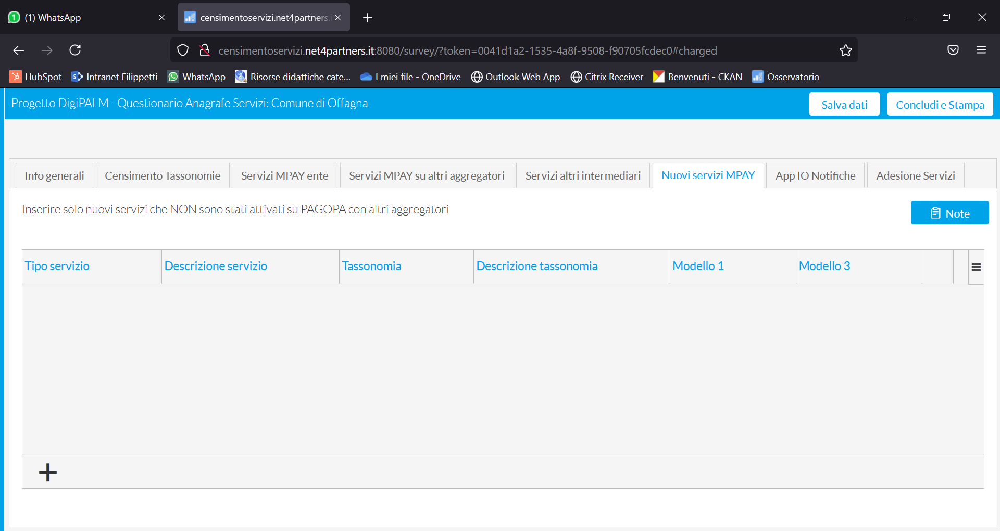 (1) WhatsApp
censimentoservizi.net4partners.i
censimentoservizi.net4partners.it:8080/survey/?token=0041d1a2-1535-4a8f-9508-f90705fcdec0#charged
HubSpot Intranet Filippetti WhatsApp Risorse didattiche cate... I miei file - OneDrive Outlook Web App Citrix Receiver Benvenuti - CKAN Osservatorio
Progetto DigiPALM - Questionario Anagrafe Servizi: Comune di Offagna Salva dati Concludi e Stampa
Info generali Censimento Tassonomie Servizi MPAY ente Servizi MPAY su altri aggregatori Servizi altri intermediari Nuovi servizi MPAY App IO Notifiche Adesione Servizi
Inserire solo nuovi servizi che NON sono stati attivati su PAGOPA con altri aggregatori Note
Tipo servizio Descrizione servizio Tassonomia Descrizione tassonomia Modello 1 Modello 3